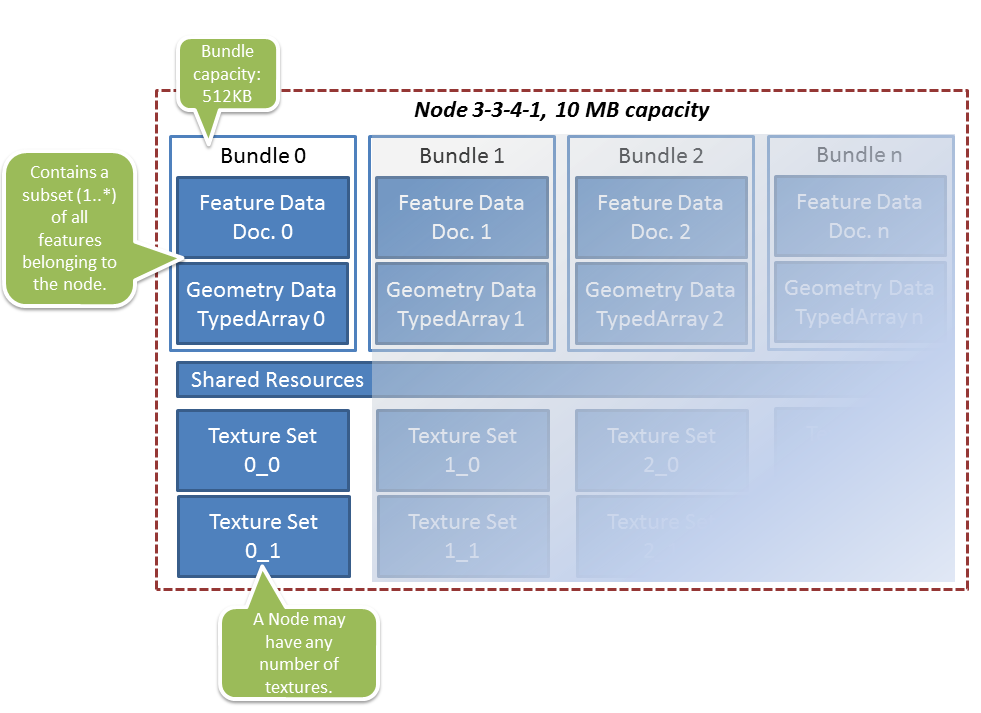 Bundle
capacity:
512KB
Node 3-3-4-1, 10 MB capacity
Contains a
subset (1..*)
of all
features
belonging to
the node.
Bundle 0
Feature Data
Doc. 0
Geometry Data
TypedArray 0
Bundle 1
Feature Data
Doc. 1
Geometry Data
TypedArray 1
Bundle 2
Feature Data
Doc. 2
Geometry Data
TypedArray 2
Bundle n
Feature Data
Doc. n
Geometry Data
TypedArray n
Shared Resources
Texture Set
0_0
Texture Set
1_0
Texture Set
2_0
Texture Set
0_1
Texture Set
1_1
Texture
A Node may
have any
number of
textures.